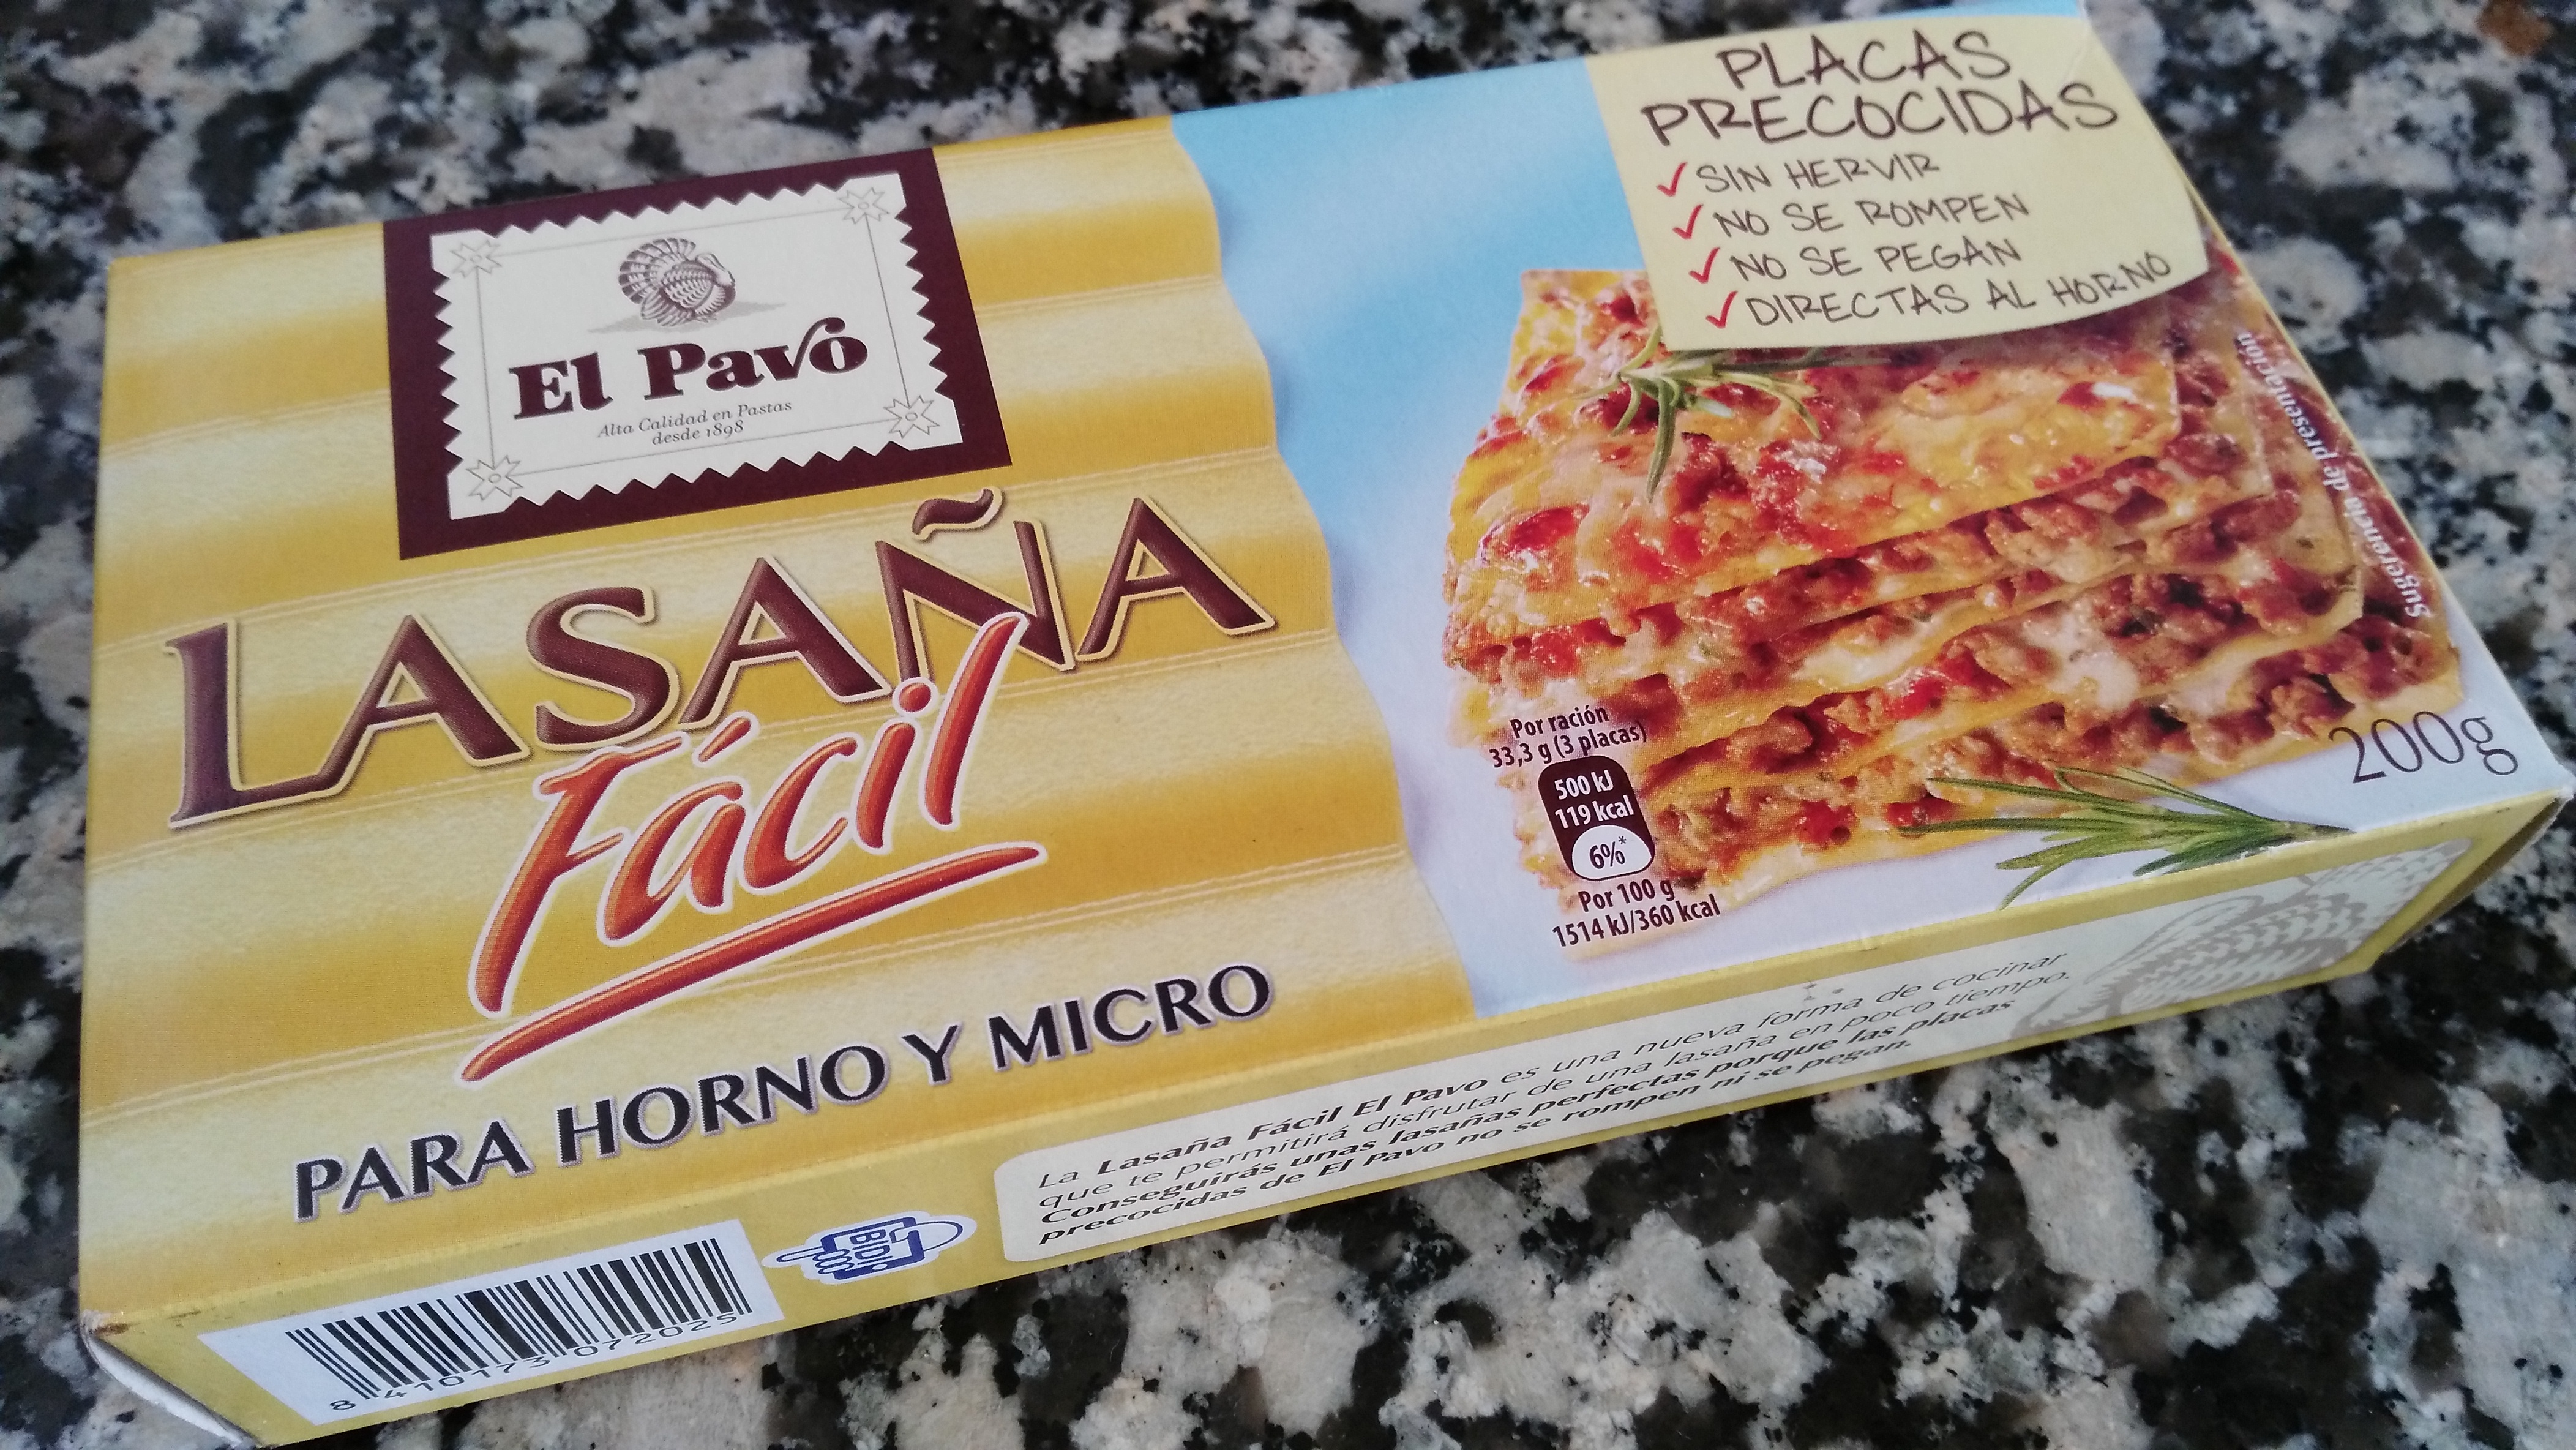 El Pavo
Alta Calidad en Pastas
desde 1898
LASAÑA
Fácil
PARA HORNO Y MICRO
PLACAS
PRECOCIDAS
✓ SIN HERVIR
✓ NO SE ROMPEN
✓ NO SE PEGAN
✓ DIRECTAS AL HORNO
Sugerencia de presentación
Por ración
33,3 g (3 placas)
500 kJ
119 kcal
6%*
Por 100 g
1514 kJ/360 kcal
200g
La Lasaña Fácil El Pavo es una nueva forma de cocinar
que te permitirá disfrutar de una lasaña en poco tiempo.
Conseguirás unas lasañas perfectas porque las placas
precocidas de El Pavo no se rompen ni se pegan.
BIDI
8 410173 072025